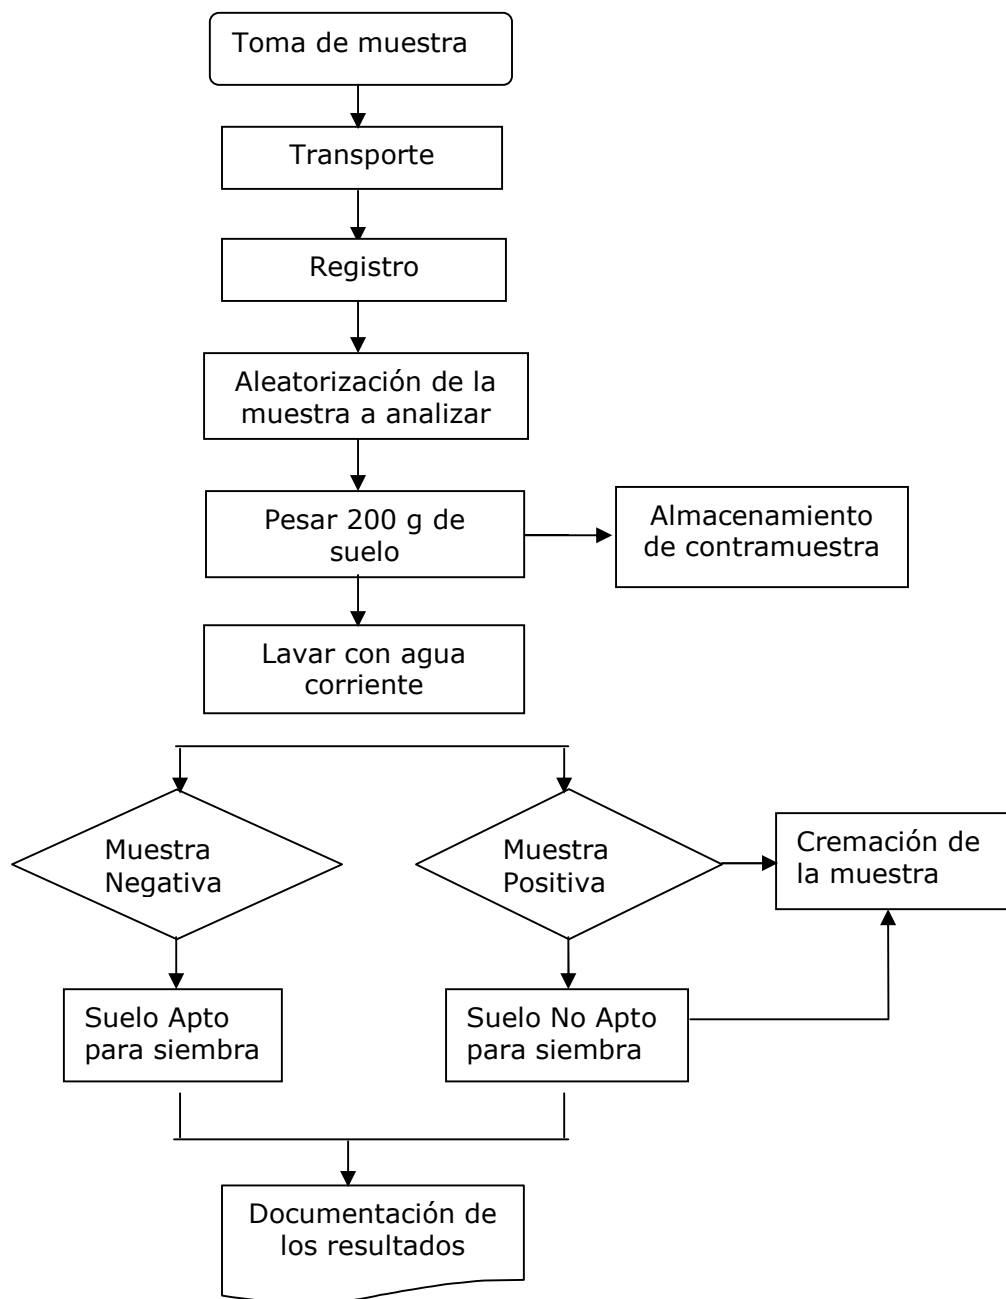 Toma de muestra
Transporte
Registro
Aleatorización de la
muestra a analizar
Pesar 200 g de
suelo
Almacenamiento
de contramuestra
Lavar con agua
corriente
Muestra
Negativa
Muestra
Positiva
Cremación de
la muestra
Suelo Apto
para siembra
Suelo No Apto
para siembra
Documentación de
los resultados